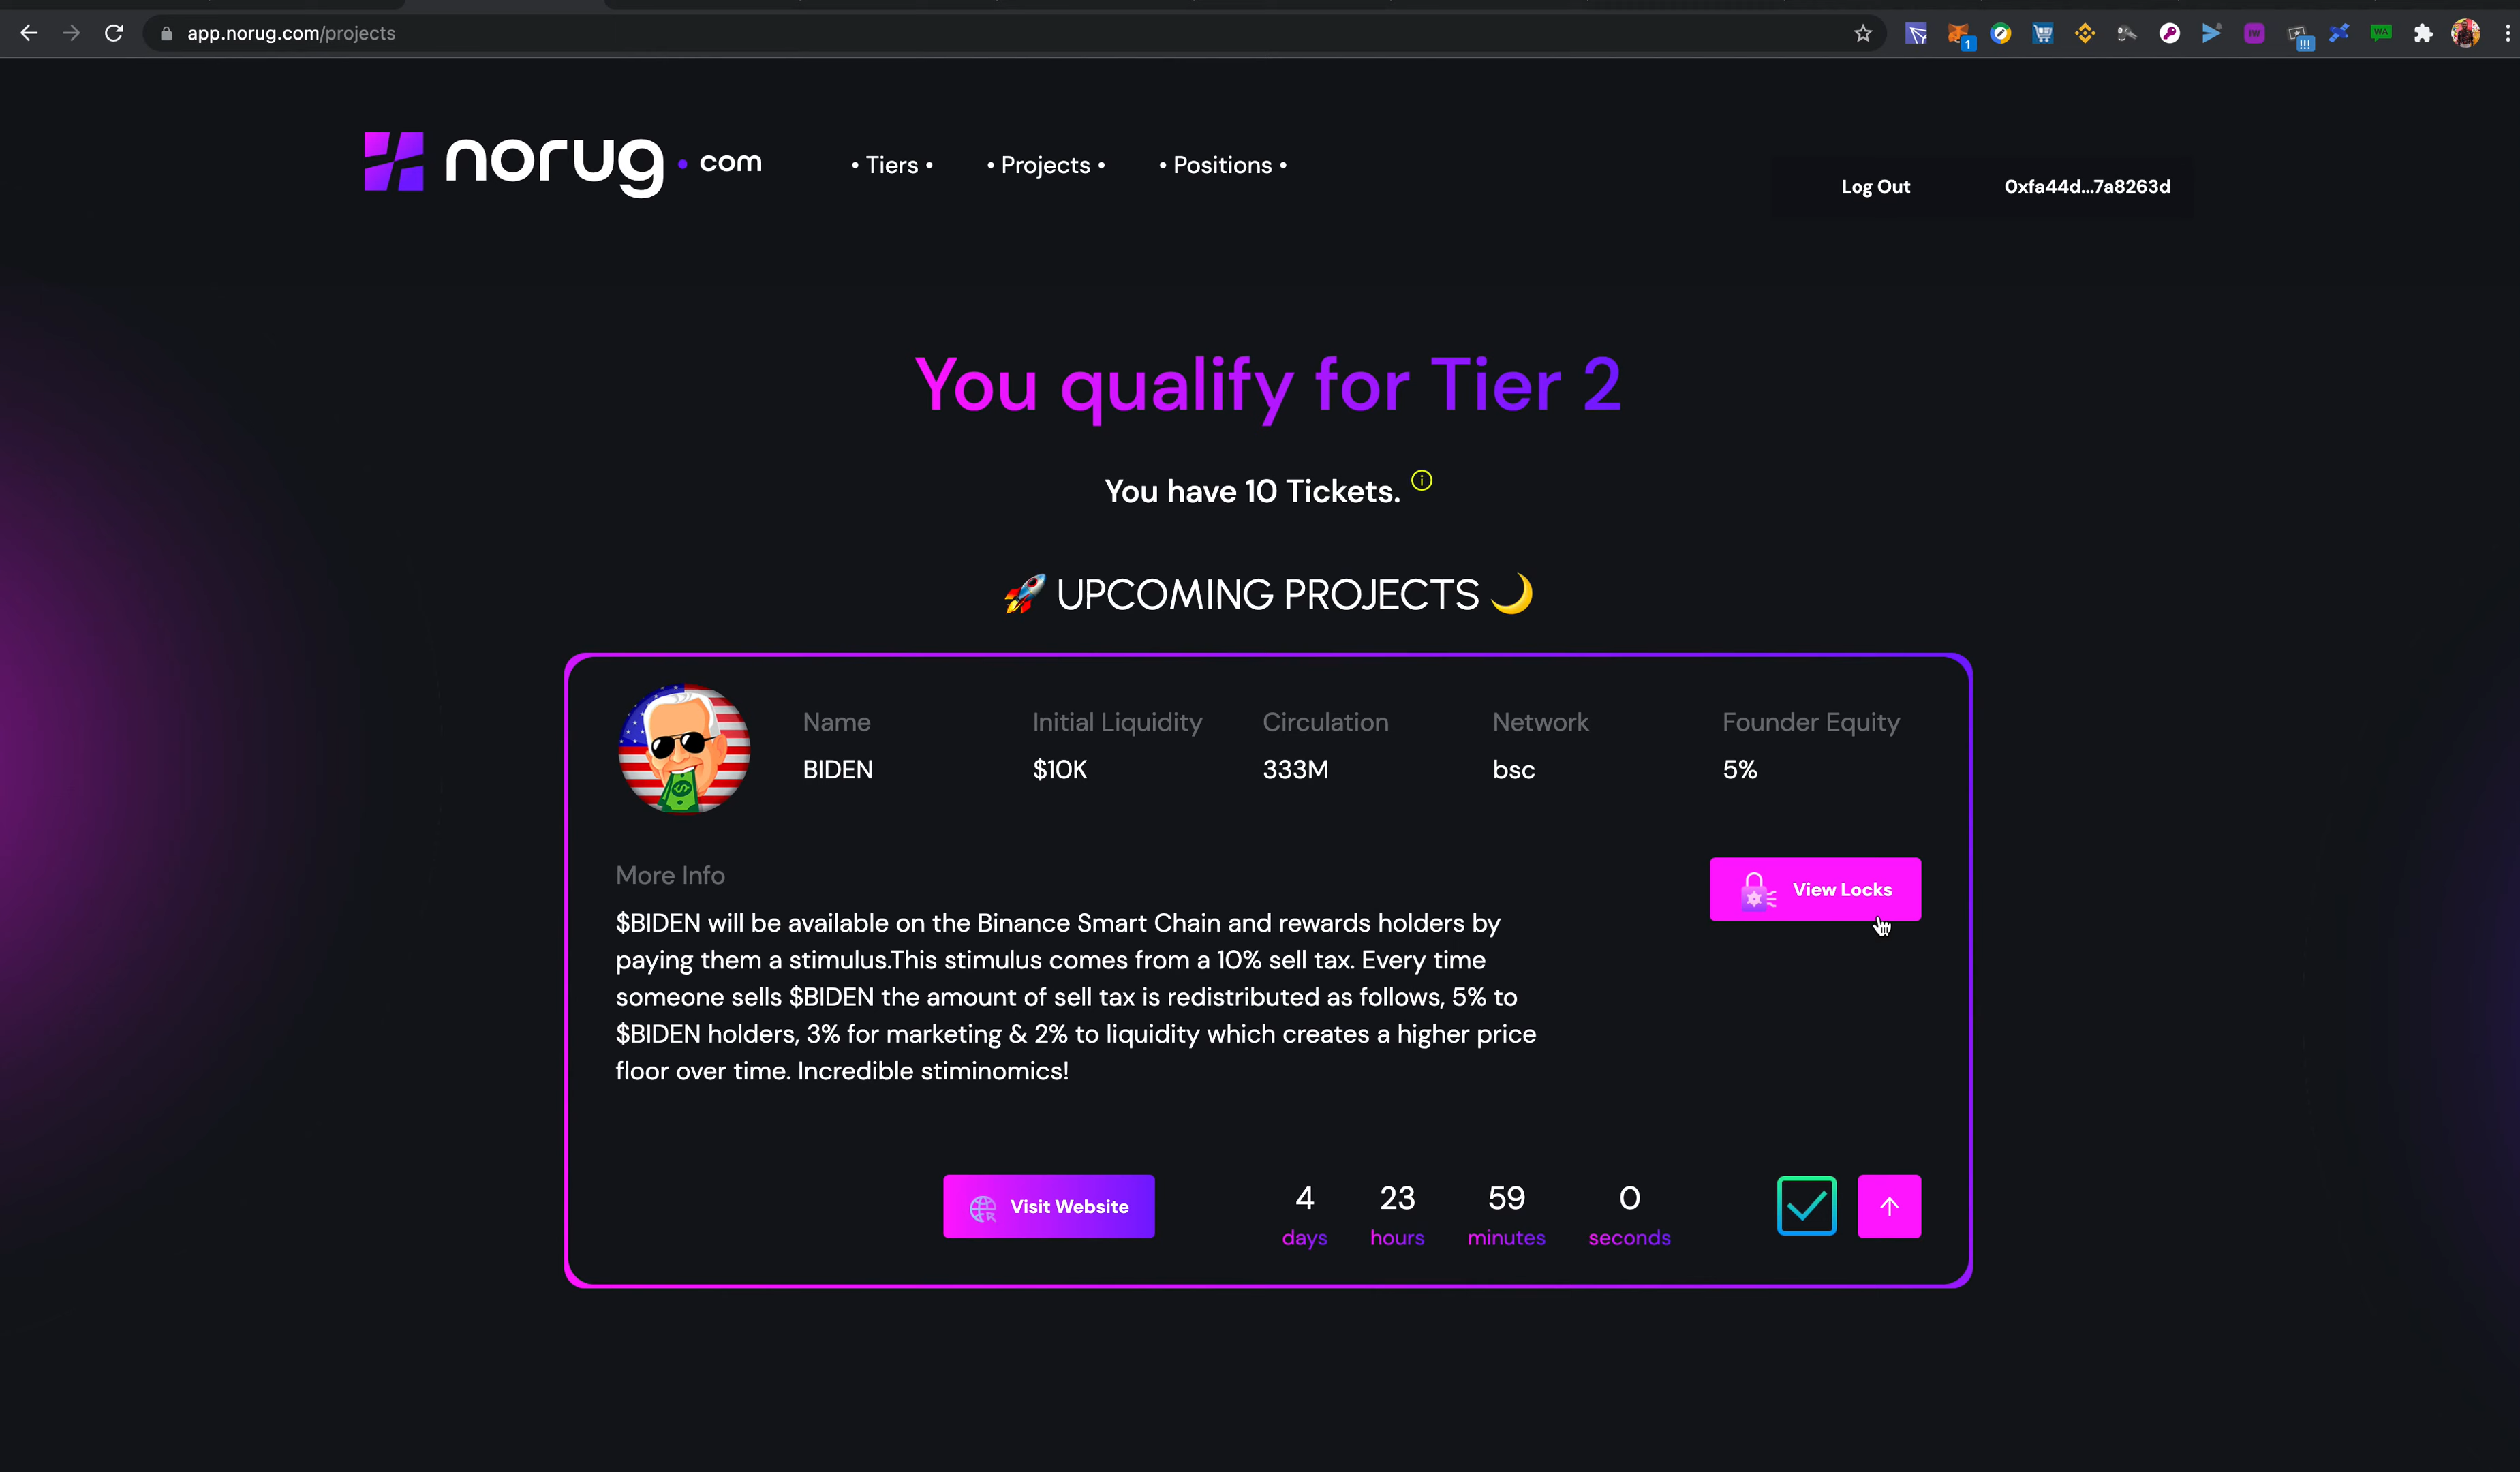 app.norug.com/projects
1
IW
!!!
WA
norug • com
• Tiers •
• Projects •
• Positions •
Log Out
0xfa44d...7a8263d
You qualify for Tier 2
You have 10 Tickets.
🚀 UPCOMING PROJECTS 🌙
Name
Initial Liquidity
Circulation
Network
Founder Equity
BIDEN
$10K
333M
bsc
5%
More Info
View Locks
$BIDEN will be available on the Binance Smart Chain and rewards holders by
paying them a stimulus.This stimulus comes from a 10% sell tax. Every time
someone sells $BIDEN the amount of sell tax is redistributed as follows, 5% to
$BIDEN holders, 3% for marketing & 2% to liquidity which creates a higher price
floor over time. Incredible stiminomics!
Visit Website
4
23
59
0
days
hours
minutes
seconds